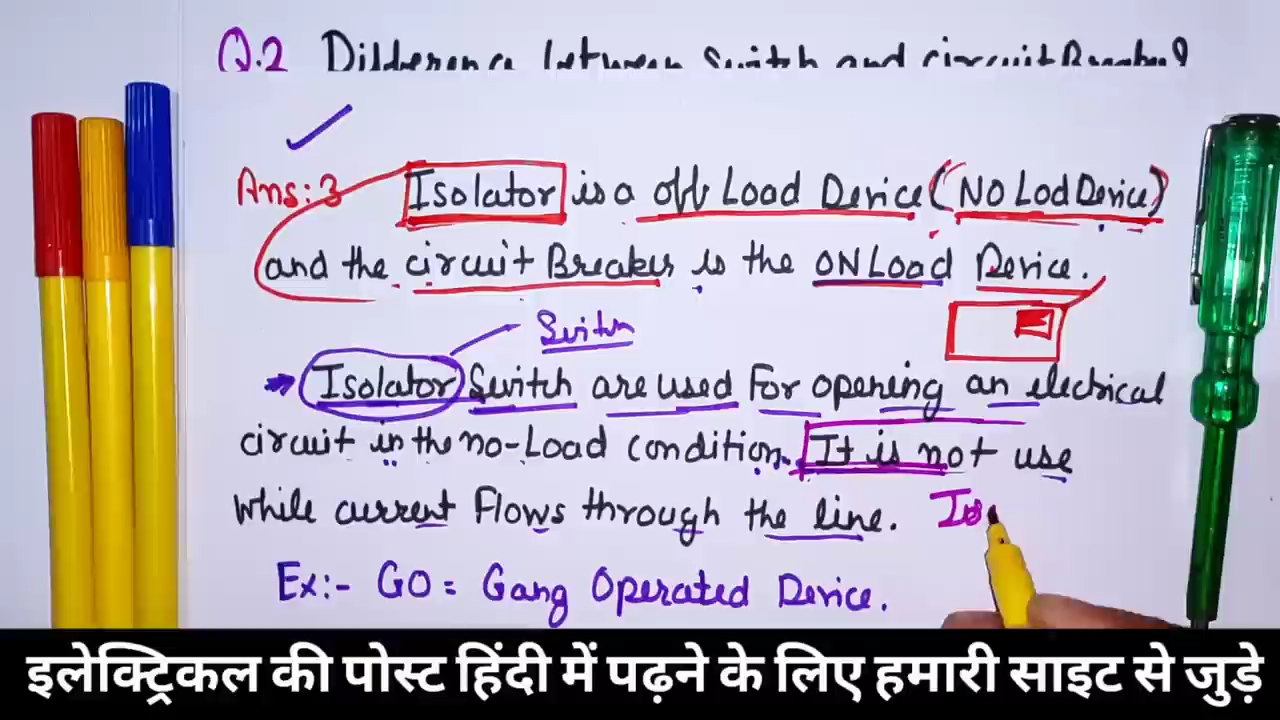 Q.2 Difference between Switch and circuit Breaker?
Ans:3 Isolator is a off Load Device (NO Lod Device)
and the circuit Breaker is the ON Load Device.
Switch
Isolator Switch are used For opening an electrical
circuit in the no-Load condition. It is not use
while current Flows through the line. Iso
Ex:- GO = Gang Operated Device.
इलेक्ट्रिकल की पोस्ट हिंदी में पढ़ने के लिए हमारी साइट से जुड़े